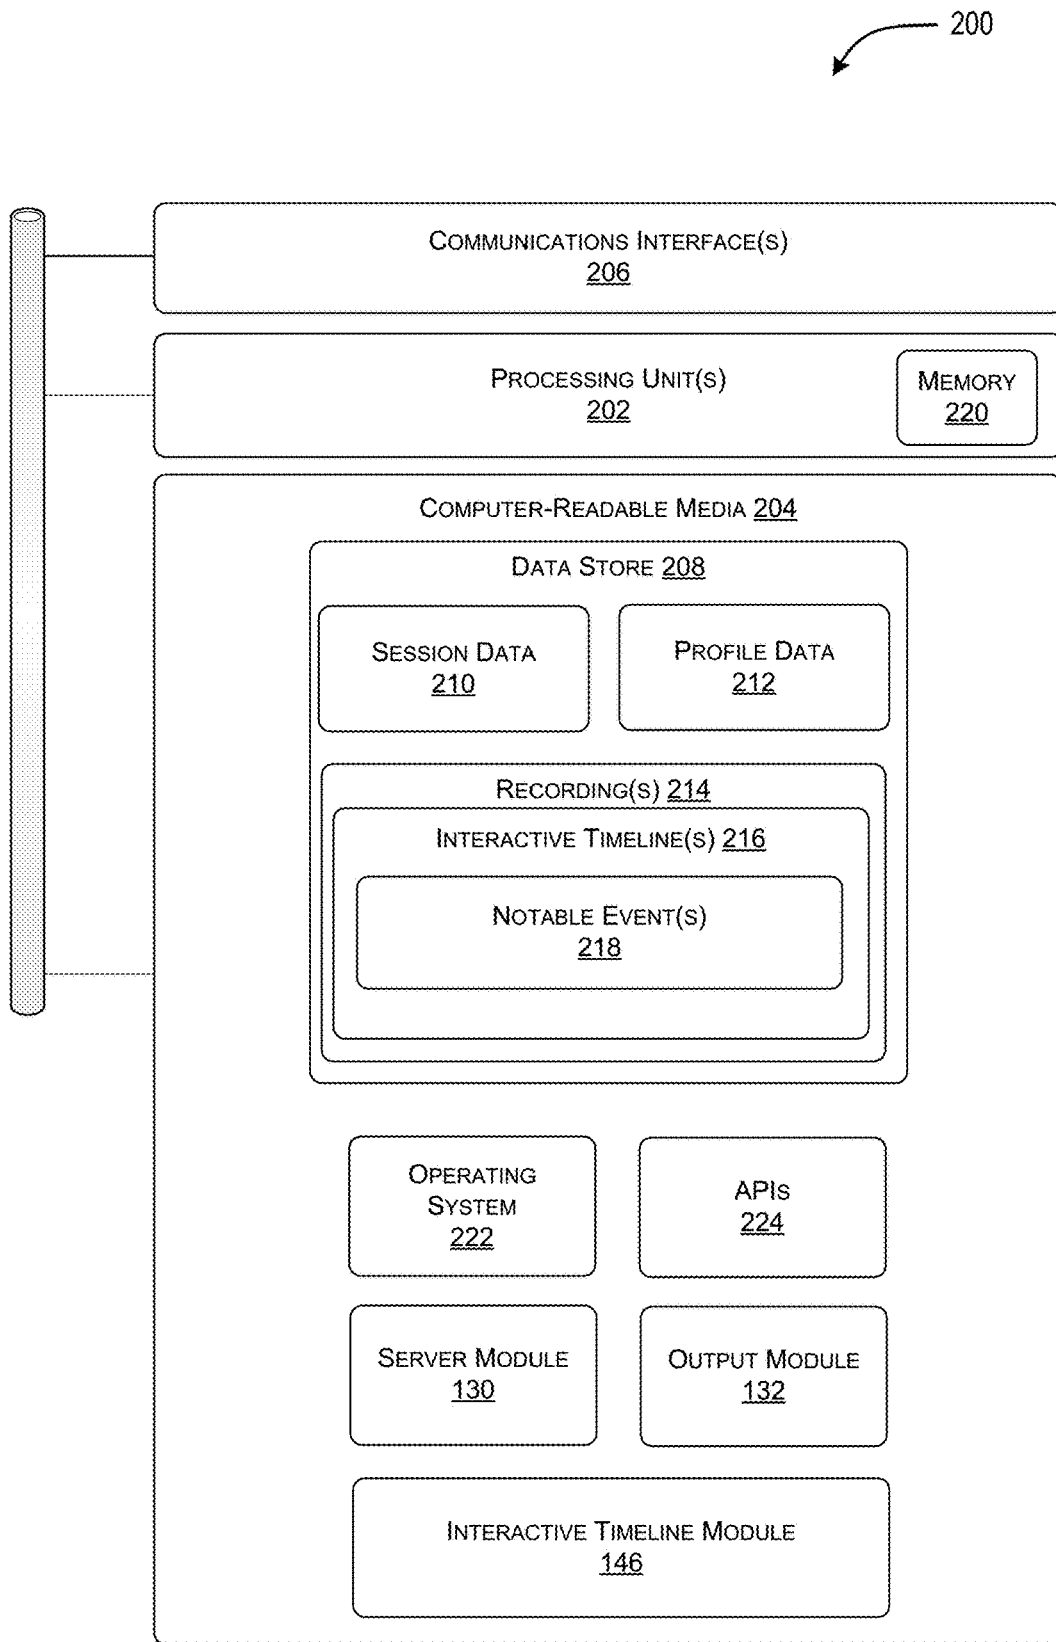 200
COMMUNICATIONS INTERFACE(S)
206
PROCESSING UNIT(S)
202
MEMORY
220
COMPUTER-READABLE MEDIA 204
DATA STORE 208
SESSION DATA
210
PROFILE DATA
212
RECORDING(S) 214
INTERACTIVE TIMELINE(S) 216
NOTABLE EVENT(S)
218
OPERATING
SYSTEM
222
APIS
224
SERVER MODULE
130
OUTPUT MODULE
132
INTERACTIVE TIMELINE MODULE
146